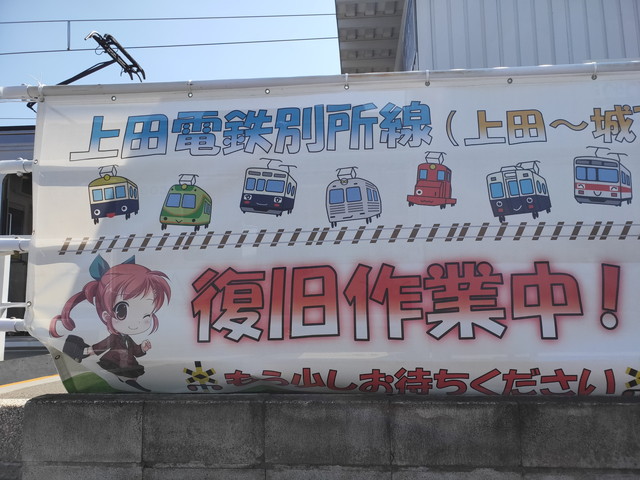 上田電鉄別所線(上田～城
復旧作業中!
もう少しお待ちください